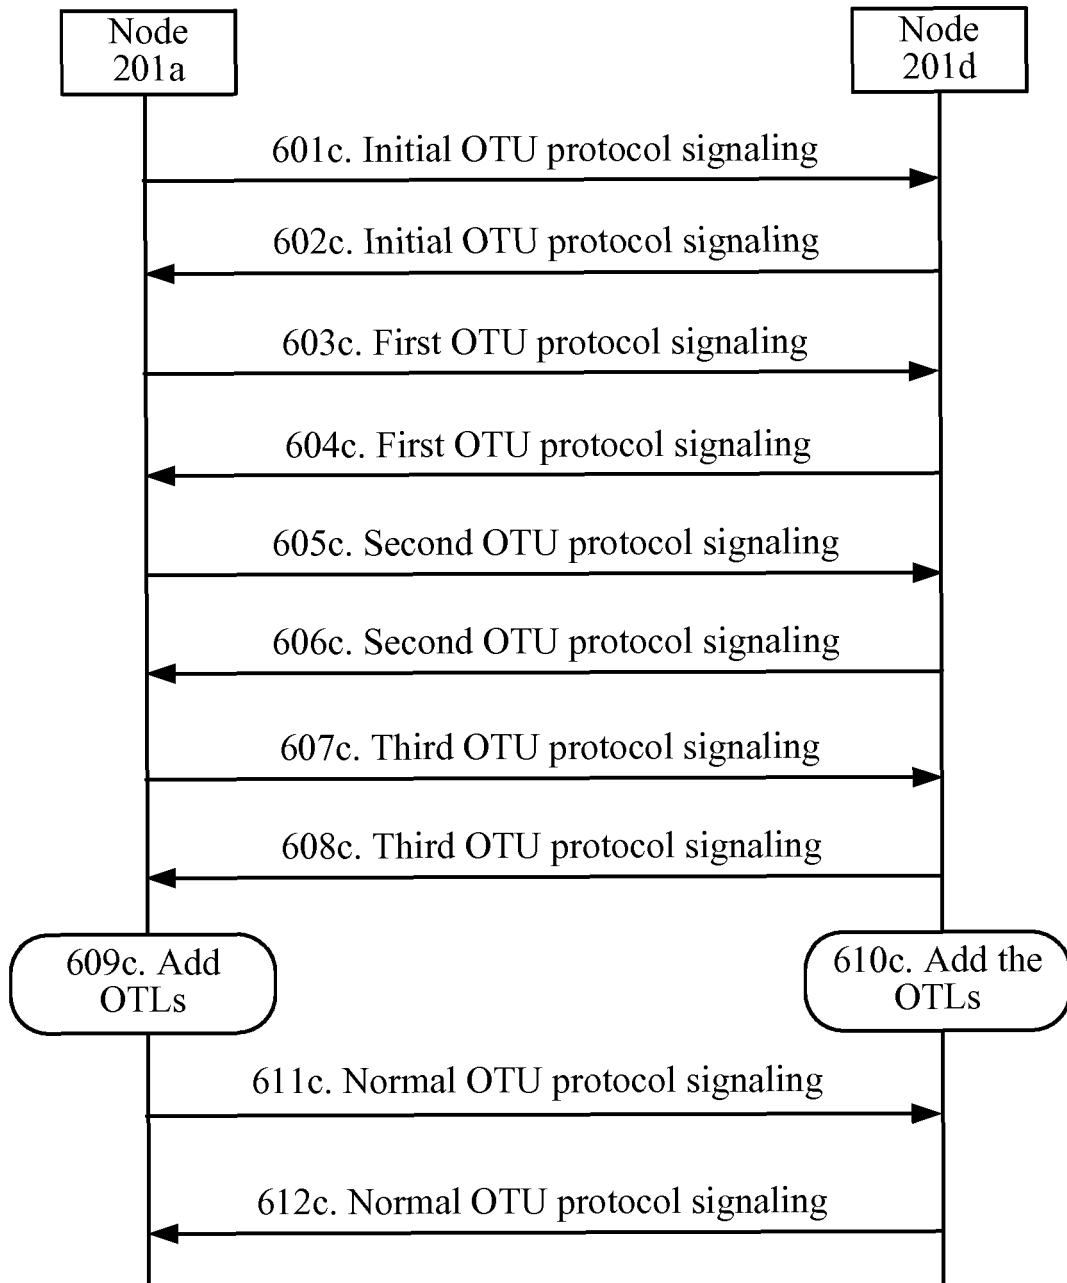 Node
201a
Node
201d
601c. Initial OTU protocol signaling
602c. Initial OTU protocol signaling
603c. First OTU protocol signaling
604c. First OTU protocol signaling
605c. Second OTU protocol signaling
606c. Second OTU protocol signaling
607c. Third OTU protocol signaling
608c. Third OTU protocol signaling
609c. Add
OTLs
610c. Add the
OTLs
611c. Normal OTU protocol signaling
612c. Normal OTU protocol signaling